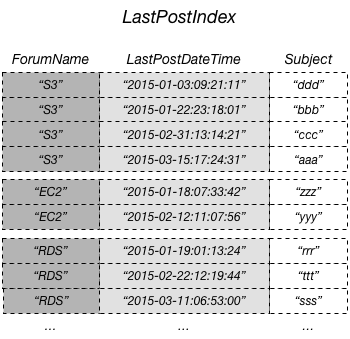 LastPostIndex
ForumName LastPostDateTime Subject
“S3” “2015-01-03:09:21:11” “ddd”
“S3” “2015-01-22:23:18:01” “bbb”
“S3” “2015-02-31:13:14:21” “ccc”
“S3” “2015-03-15:17:24:31” “aaa”
“EC2” “2015-01-18:07:33:42” “zzz”
“EC2” “2015-02-12:11:07:56” “yyy”
“RDS” “2015-01-19:01:13:24” “rrr”
“RDS” “2015-02-22:12:19:44” “ttt”
“RDS” “2015-03-11:06:53:00” “sss”
... ... ...